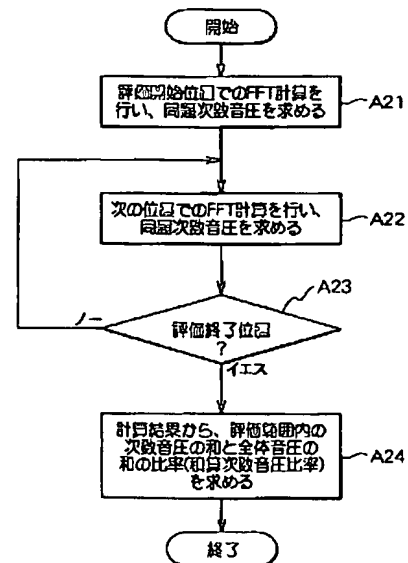 開始
評価開始位置でのFFT計算を
行い、問題次数音圧を求める
A21
次の位置でのFFT計算を行い、
問題次数音圧を求める
A22
A23
評価終了位置
?
ノー
イエス
計算結果から、評価範囲内の
次数音圧の和と全体音圧の
和の比率(和算次数音圧比率)
を求める
A24
終了